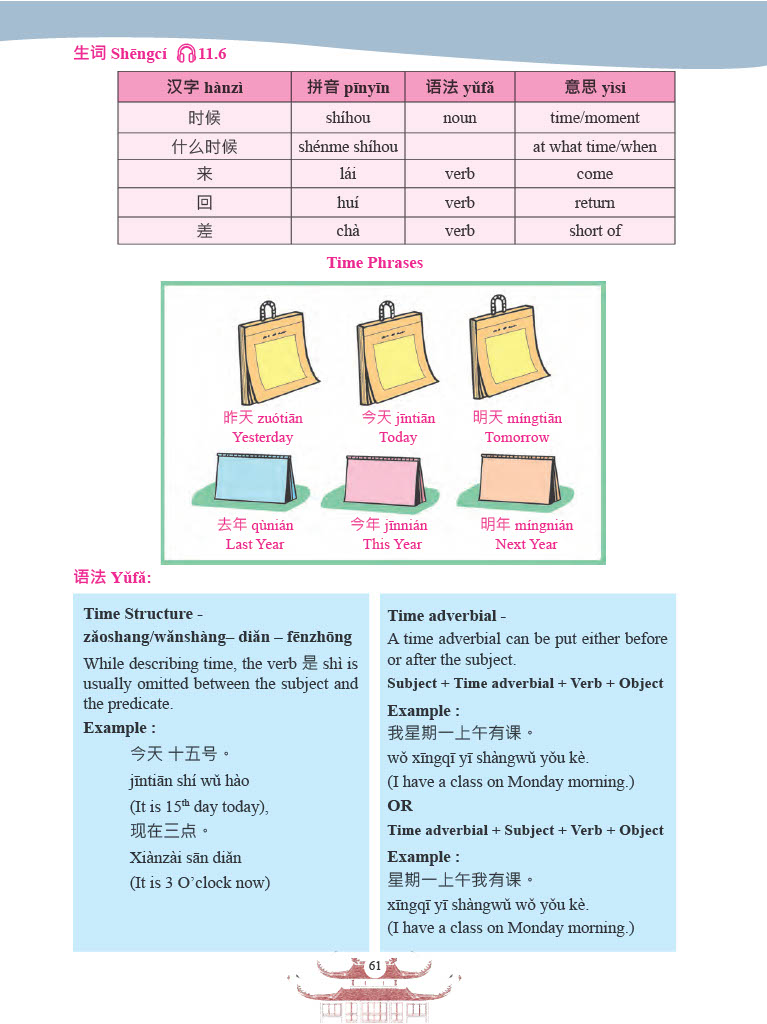 生词 Shēngcí 11.6
汉字 hànzì 拼音 pīnyīn 语法 yǔfǎ 意思 yìsi
时候 shíhou noun time/moment
什么时候 shénme shíhou at what time/when
来 lái verb come
回 huí verb return
差 chà verb short of
Time Phrases
昨天 zuótiān 今天 jīntiān 明天 míngtiān
Yesterday Today Tomorrow
去年 qùnián 今年 jīnnián 明年 míngnián
Last Year This Year Next Year
语法 Yǔfǎ:
Time Structure -
zǎoshang/wǎnshàng– diǎn – fēnzhōng
While describing time, the verb 是 shì is
usually omitted between the subject and
the predicate.
Example :
今天 十五号。
jīntiān shí wǔ hào
(It is 15th day today),
现在三点。
Xiànzài sān diǎn
(It is 3 O’clock now)
Time adverbial -
A time adverbial can be put either before
or after the subject.
Subject + Time adverbial + Verb + Object
Example :
我星期一上午有课。
wǒ xīngqī yī shàngwǔ yǒu kè.
(I have a class on Monday morning.)
OR
Time adverbial + Subject + Verb + Object
Example :
星期一上午我有课。
xīngqī yī shàngwǔ wǒ yǒu kè.
(I have a class on Monday morning.)
61